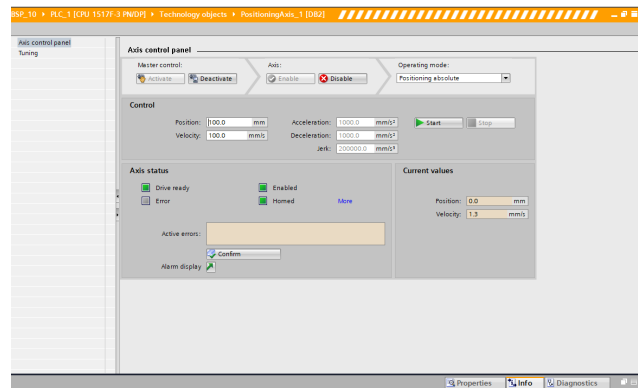 BSP_10 ▸ PLC_1 [CPU 1517F-3 PN/DP] ▸ Technology objects ▸ PositioningAxis_1 [DB2]
Axis control panel
Tuning
Axis control panel
Master control: Axis: Operating mode:
Activate Deactivate Enable Disable Positioning absolute
Control
Position: 100.0 mm Acceleration: 1000.0 mm/s² Start Stop
Velocity: 100.0 mm/s Deceleration: 1000.0 mm/s²
Jerk: 200000.0 mm/s³
Axis status Current values
Drive ready Enabled
Error Homed More Position: 0.0 mm
Velocity: 1.3 mm/s
Active errors:
Confirm
Alarm display
Properties Info Diagnostics